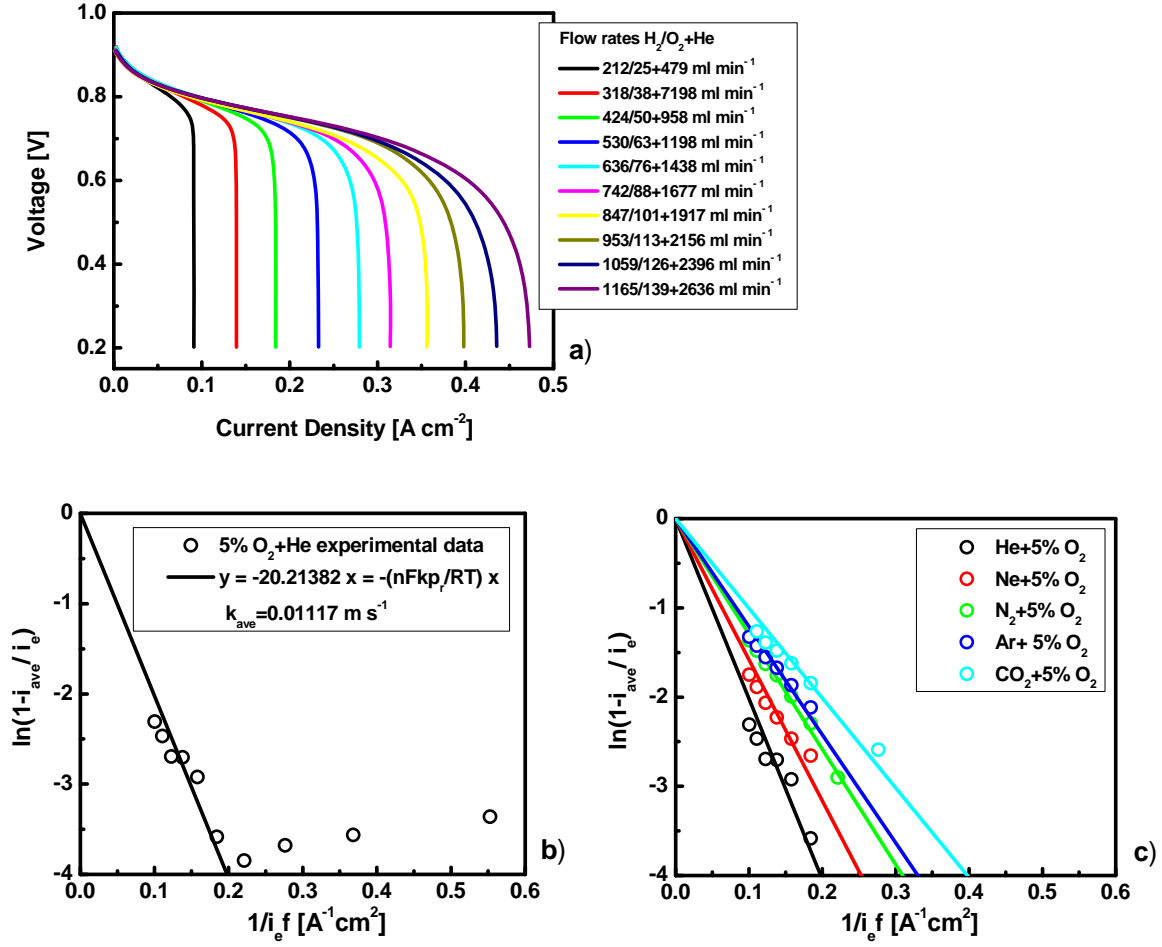 1.0
0.8
0.6
0.4
0.2
Voltage [V]
0.0 0.1 0.2 0.3 0.4 0.5
Current Density [A cm⁻²]
a)
Flow rates H₂/O₂+He
212/25+479 ml min⁻¹
318/38+7198 ml min⁻¹
424/50+958 ml min⁻¹
530/63+1198 ml min⁻¹
636/76+1438 ml min⁻¹
742/88+1677 ml min⁻¹
847/101+1917 ml min⁻¹
953/113+2156 ml min⁻¹
1059/126+2396 ml min⁻¹
1165/139+2636 ml min⁻¹
0
-1
-2
-3
-4
ln(1-i_ave/ i_e)
5% O₂+He experimental data
y = -20.21382 x = -(nFkp_r/RT) x
k_ave=0.01117 m s⁻¹
b)
0.0 0.1 0.2 0.3 0.4 0.5 0.6
1/i_e f [A⁻¹cm²]
0
-1
-2
-3
-4
ln(1-i_ave/ i_e)
He+5% O₂
Ne+5% O₂
N₂+5% O₂
Ar+ 5% O₂
CO₂+5% O₂
c)
0.0 0.1 0.2 0.3 0.4 0.5 0.6
1/i_e f [A⁻¹cm²]